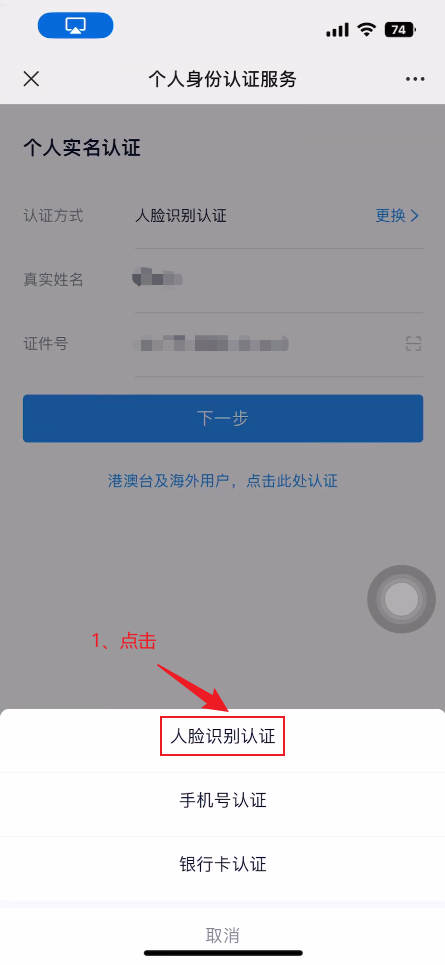 74
个人身份认证服务
个人实名认证
认证方式 人脸识别认证 更换
真实姓名
证件号
下一步
港澳台及海外用户，点击此处认证
1、点击
人脸识别认证
手机号认证
银行卡认证
取消